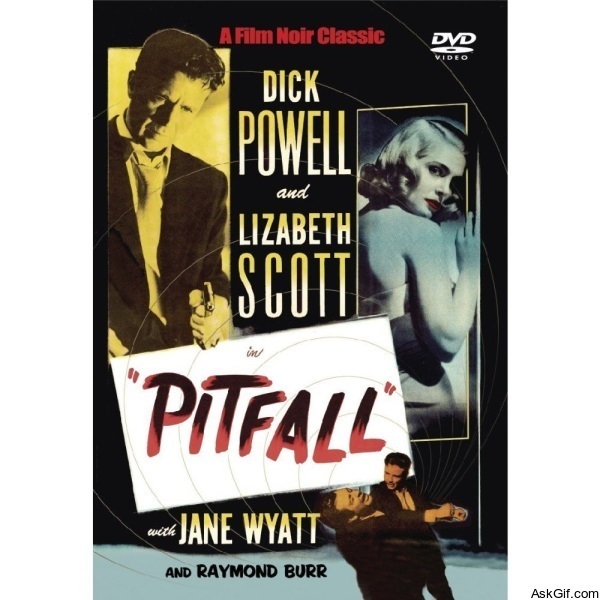 A Film Noir Classic
DVD
VIDEO
DICK
POWELL
and
LIZABETH
SCOTT
in
"PITFALL"
with JANE WYATT
AND RAYMOND BURR
AskGif.com